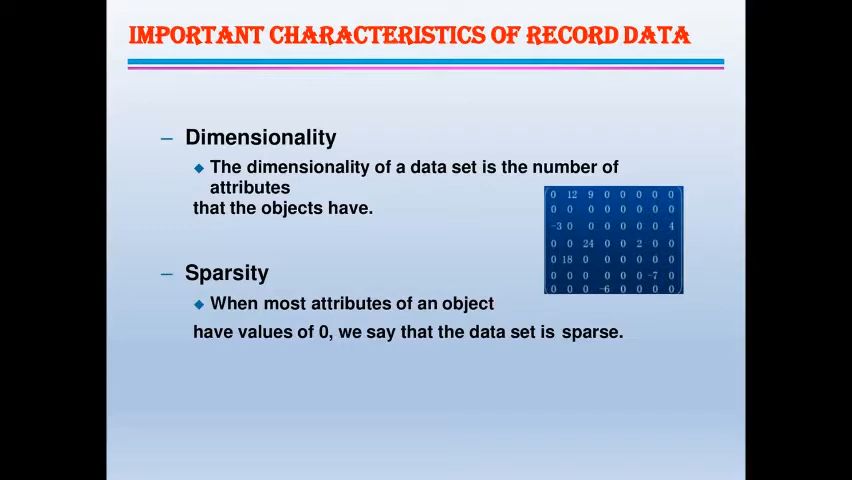 IMPORTANT CHARACTERISTICS OF RECORD DATA
– Dimensionality
The dimensionality of a data set is the number of
attributes
that the objects have.
0 12 9 0 0 0 0 0
0 0 0 0 0 0 0 0
-3 0 0 0 0 0 0 4
0 0 24 0 0 2 0 0
0 18 0 0 0 0 0 0
0 0 0 0 0 0 -7 0
0 0 0 -6 0 0 0 0
– Sparsity
When most attributes of an object
have values of 0, we say that the data set is sparse.